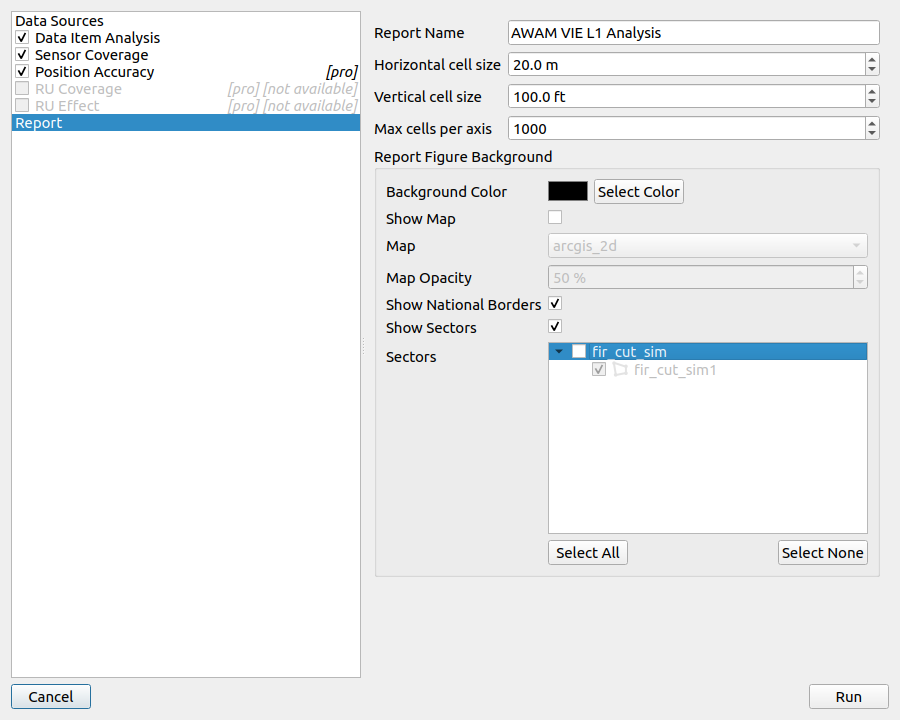 Data Sources
Data Item Analysis
Sensor Coverage
Position Accuracy [pro]
RU Coverage [pro] [not available]
RU Effect [pro] [not available]
Report
Report Name AWAM VIE L1 Analysis
Horizontal cell size 20.0 m
Vertical cell size 100.0 ft
Max cells per axis 1000
Report Figure Background
Background Color Select Color
Show Map
Map arcgis_2d
Map Opacity 50 %
Show National Borders
Show Sectors
Sectors fir_cut_sim
fir_cut_sim1
Select All Select None
Cancel Run